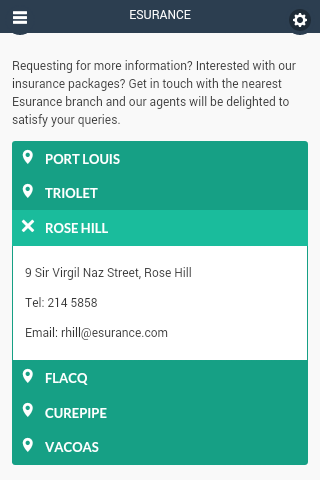 ESURANCE
Requesting for more information? Interested with our
insurance packages? Get in touch with the nearest
Esurance branch and our agents will be delighted to
satisfy your queries.
PORT LOUIS
TRIOLET
ROSE HILL
9 Sir Virgil Naz Street, Rose Hill
Tel: 214 5858
Email: rhill@esurance.com
FLACQ
CUREPIPE
VACOAS